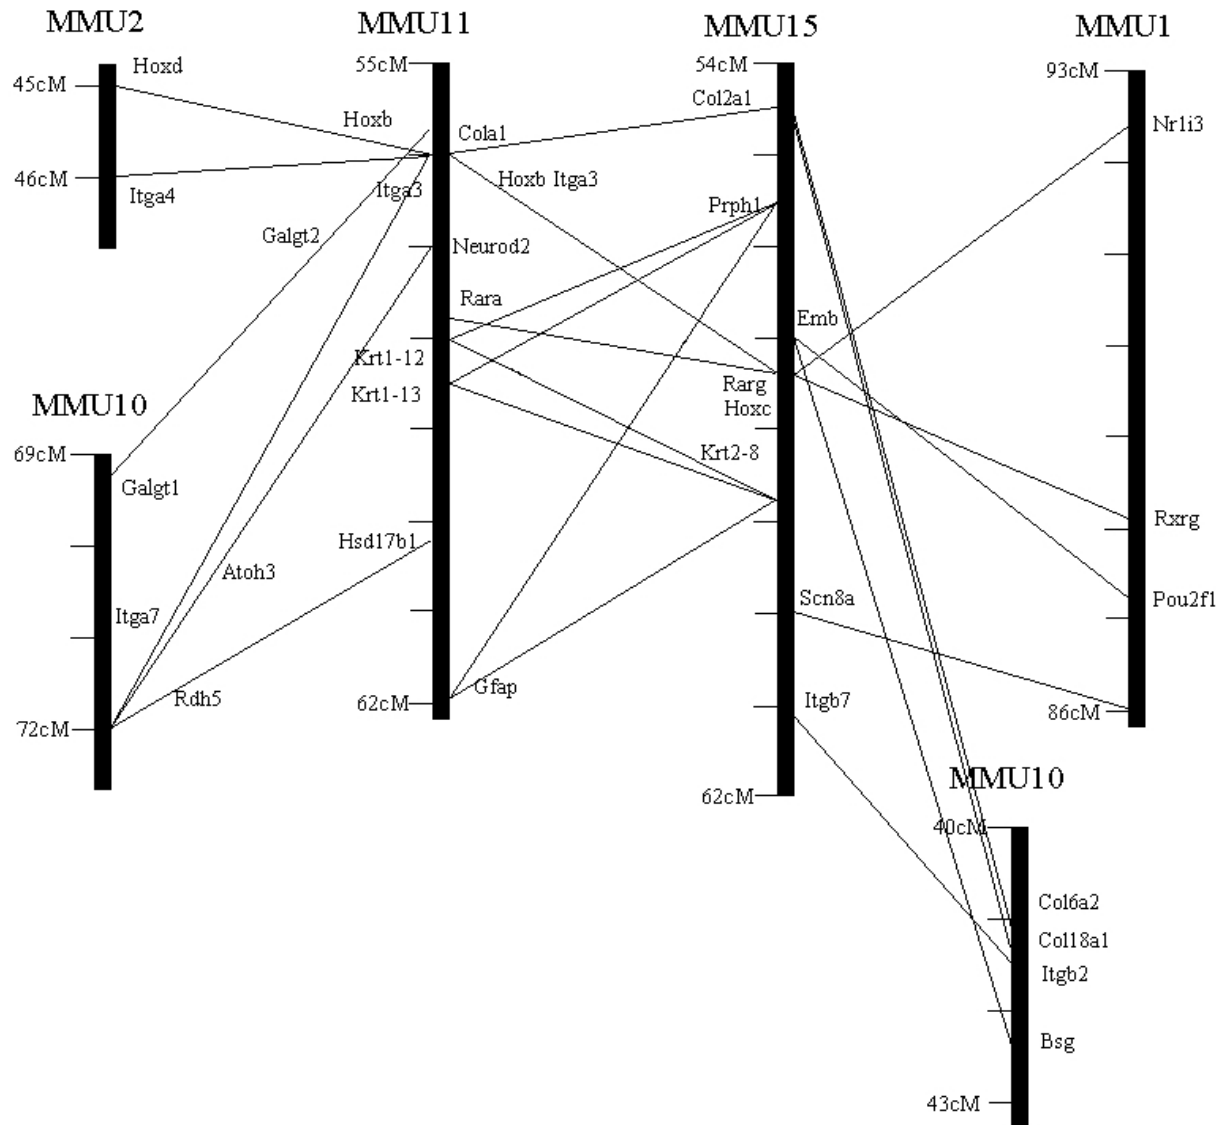 MMU2
MMU11
MMU15
MMU1
45cM
Hoxd
55cM
54cM
93cM
Hoxb
Cola1
Col2a1
Nr1i3
46cM
Itga4
Itga3
Hoxb Itga3
Prph1
Galgt2
Neurod2
Rara
Emb
Krt1-12
Krt1-13
Rarg
Hoxc
MMU10
69cM
Galgt1
Krt2-8
Hsd17b1
Rxrg
Atoh3
Itga7
Scn8a
Pou2f1
Rdh5
Gfap
Itgb7
72cM
62cM
86cM
62cM
MMU10
40cM
Col6a2
Col18a1
Itgb2
Bsg
43cM